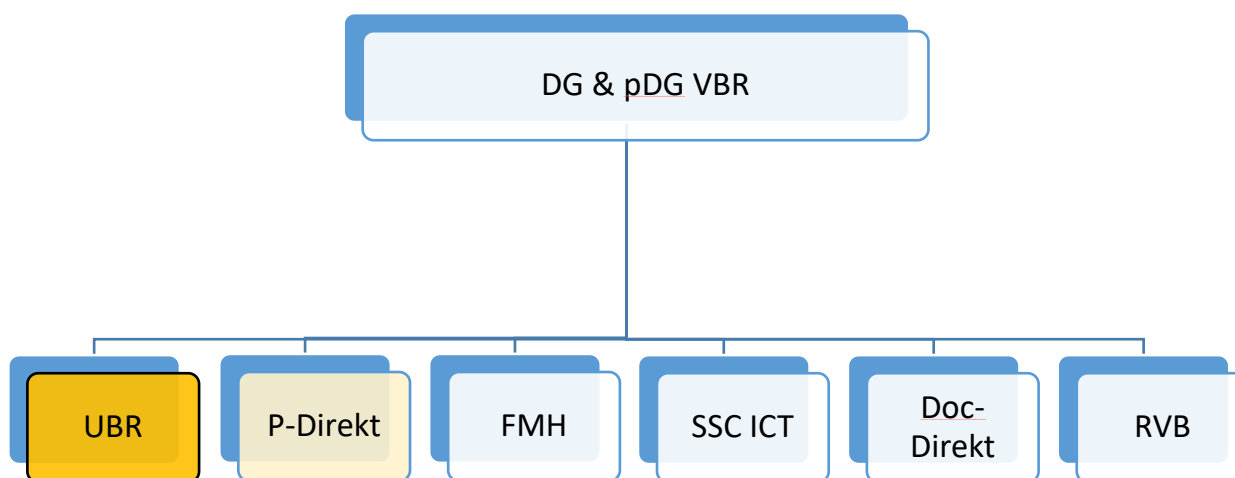 DG & pDG VBR
UBR
P-Direkt
FMH
SSC ICT
Doc-
Direkt
RVB